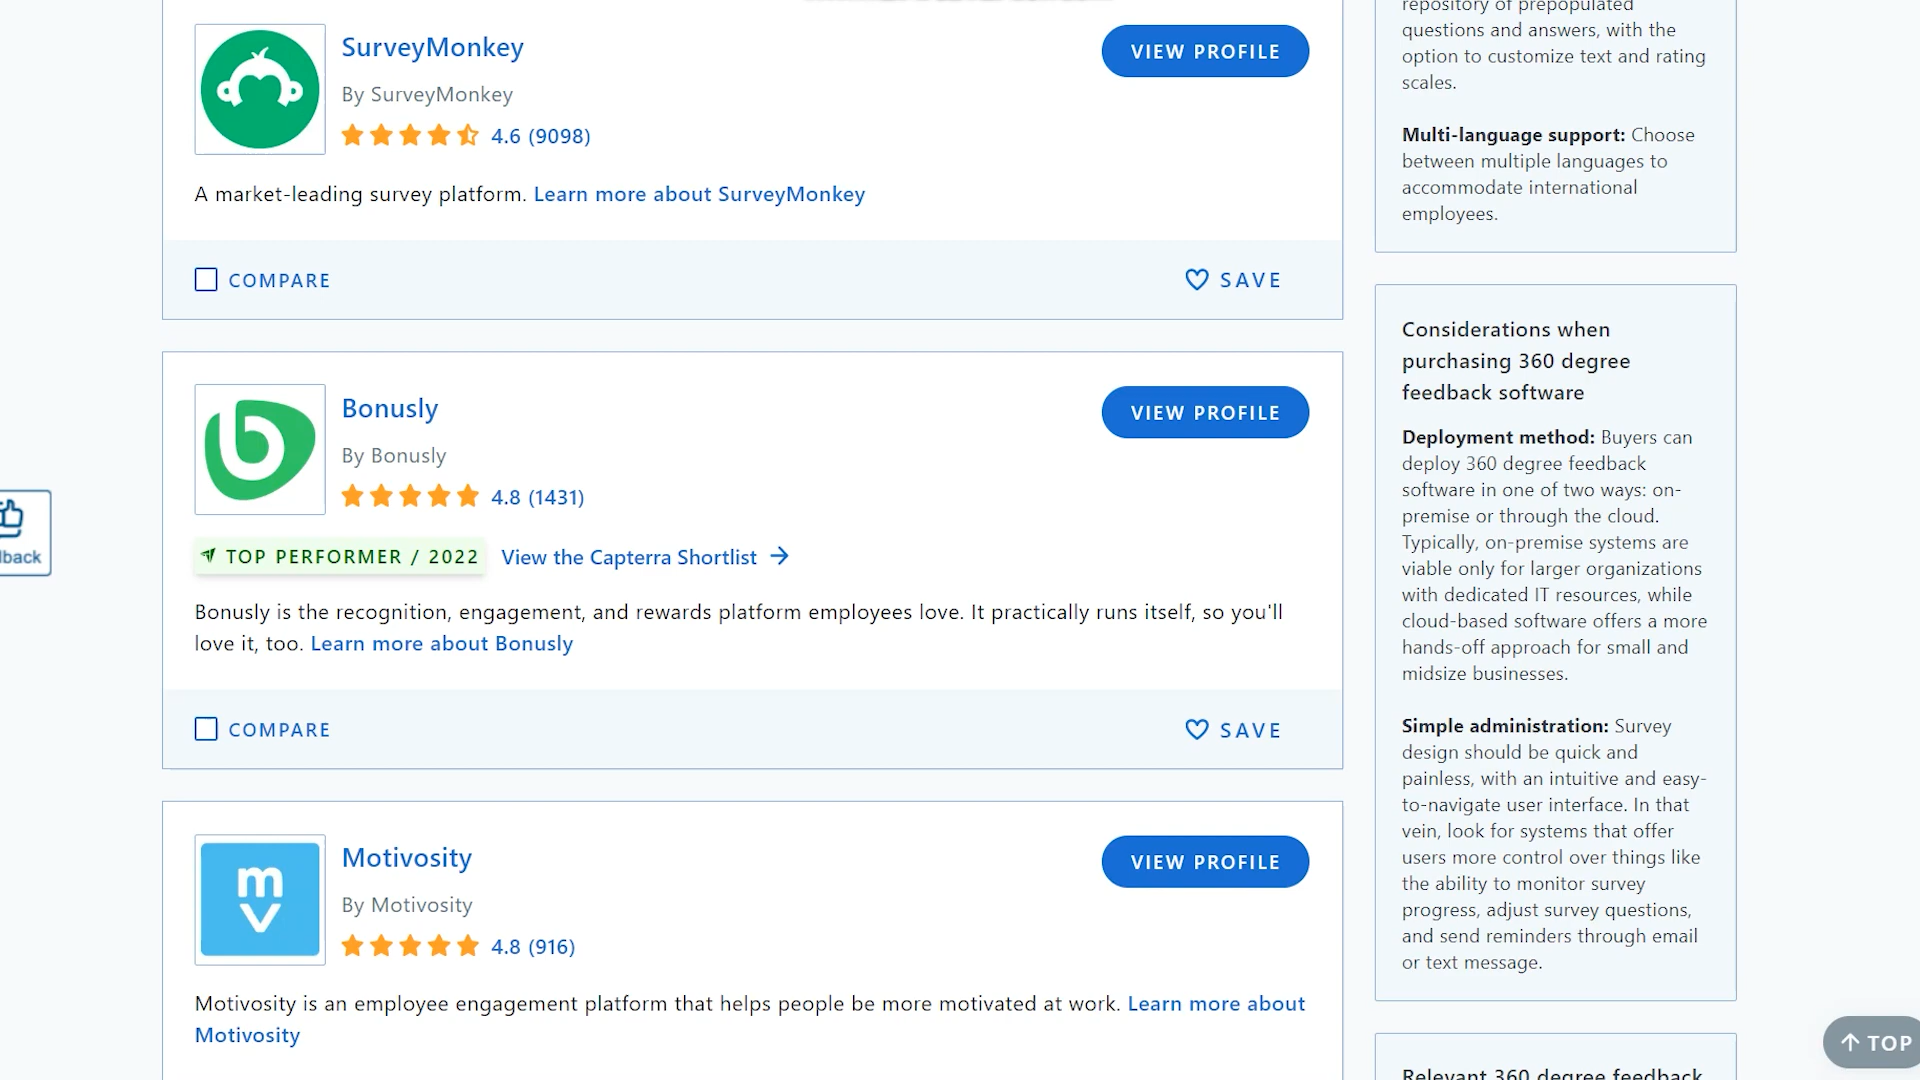 SurveyMonkey
VIEW PROFILE
By SurveyMonkey
4.6 (9098)
A market-leading survey platform. Learn more about SurveyMonkey
COMPARE
SAVE
Bonusly
VIEW PROFILE
By Bonusly
4.8 (1431)
TOP PERFORMER / 2022 View the Capterra Shortlist
Bonusly is the recognition, engagement, and rewards platform employees love. It practically runs itself, so you'll
love it, too. Learn more about Bonusly
COMPARE
SAVE
mv
Motivosity
VIEW PROFILE
By Motivosity
4.8 (916)
Motivosity is an employee engagement platform that helps people be more motivated at work. Learn more about
Motivosity
repository of prepopulated
questions and answers, with the
option to customize text and rating
scales.
Multi-language support: Choose
between multiple languages to
accommodate international
employees.
Considerations when
purchasing 360 degree
feedback software
Deployment method: Buyers can
deploy 360 degree feedback
software in one of two ways: on-
premise or through the cloud.
Typically, on-premise systems are
viable only for larger organizations
with dedicated IT resources, while
cloud-based software offers a more
hands-off approach for small and
midsize businesses.
Simple administration: Survey
design should be quick and
painless, with an intuitive and easy-
to-navigate user interface. In that
vein, look for systems that offer
users more control over things like
the ability to monitor survey
progress, adjust survey questions,
and send reminders through email
or text message.
Relevant 360 degree feedback
lback
TOP